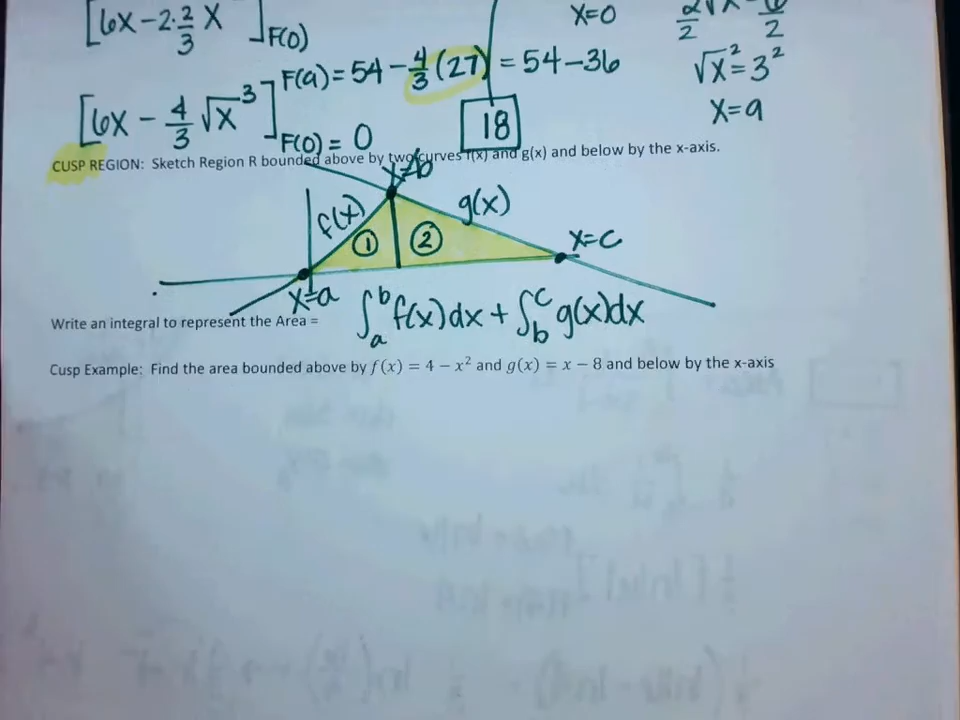 [6x - 2·2/3 x ]F(0)
x=0
[6x - 4/3 √x³] F(9) = 54 - 4/3 (27) = 54 - 36
√x² = 3²
F(0) = 0
18
x=9
CUSP REGION: Sketch Region R bounded above by two curves f(x) and g(x) and below by the x-axis.
x=b
f(x)
g(x)
① ②
x=c
x=a
Write an integral to represent the Area = ∫ₐᵇ f(x)dx + ∫ᵇᶜ g(x)dx
Cusp Example: Find the area bounded above by f(x) = 4 − x² and g(x) = x − 8 and below by the x-axis